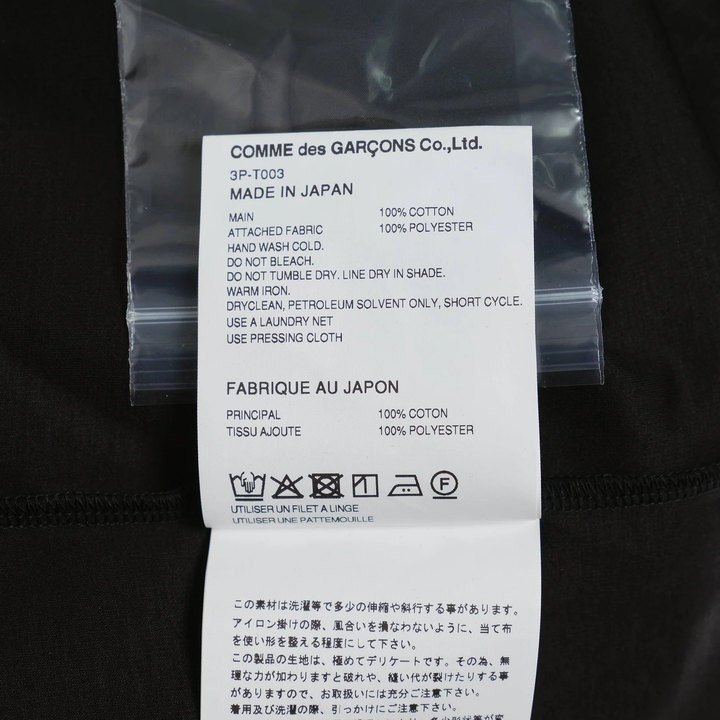 COMME des GARÇONS Co.,Ltd.
3P-T003
MADE IN JAPAN
MAIN 100% COTTON
ATTACHED FABRIC 100% POLYESTER
HAND WASH COLD.
DO NOT BLEACH.
DO NOT TUMBLE DRY. LINE DRY IN SHADE.
WARM IRON.
DRYCLEAN, PETROLEUM SOLVENT ONLY, SHORT CYCLE.
USE A LAUNDRY NET
USE PRESSING CLOTH
FABRIQUE AU JAPON
PRINCIPAL 100% COTON
TISSU AJOUTE 100% POLYESTER
F
UTILISER UN FILET A LINGE
UTILISER UNE PATTEMOUILLE
この素材は洗濯等で多少の伸縮や斜行する事があります。
アイロン掛けの際、風合いを損なわないように、当て布
を使い形を整える程度にして下さい。
この製品の生地は、極めてデリケートです。その為、無
理な力が加わりますと破れや、縫い代が裂けたりする事
がありますので、お取扱いには充分ご注意下さい。
着用及び洗濯の際、引っかけにご注意下さい。